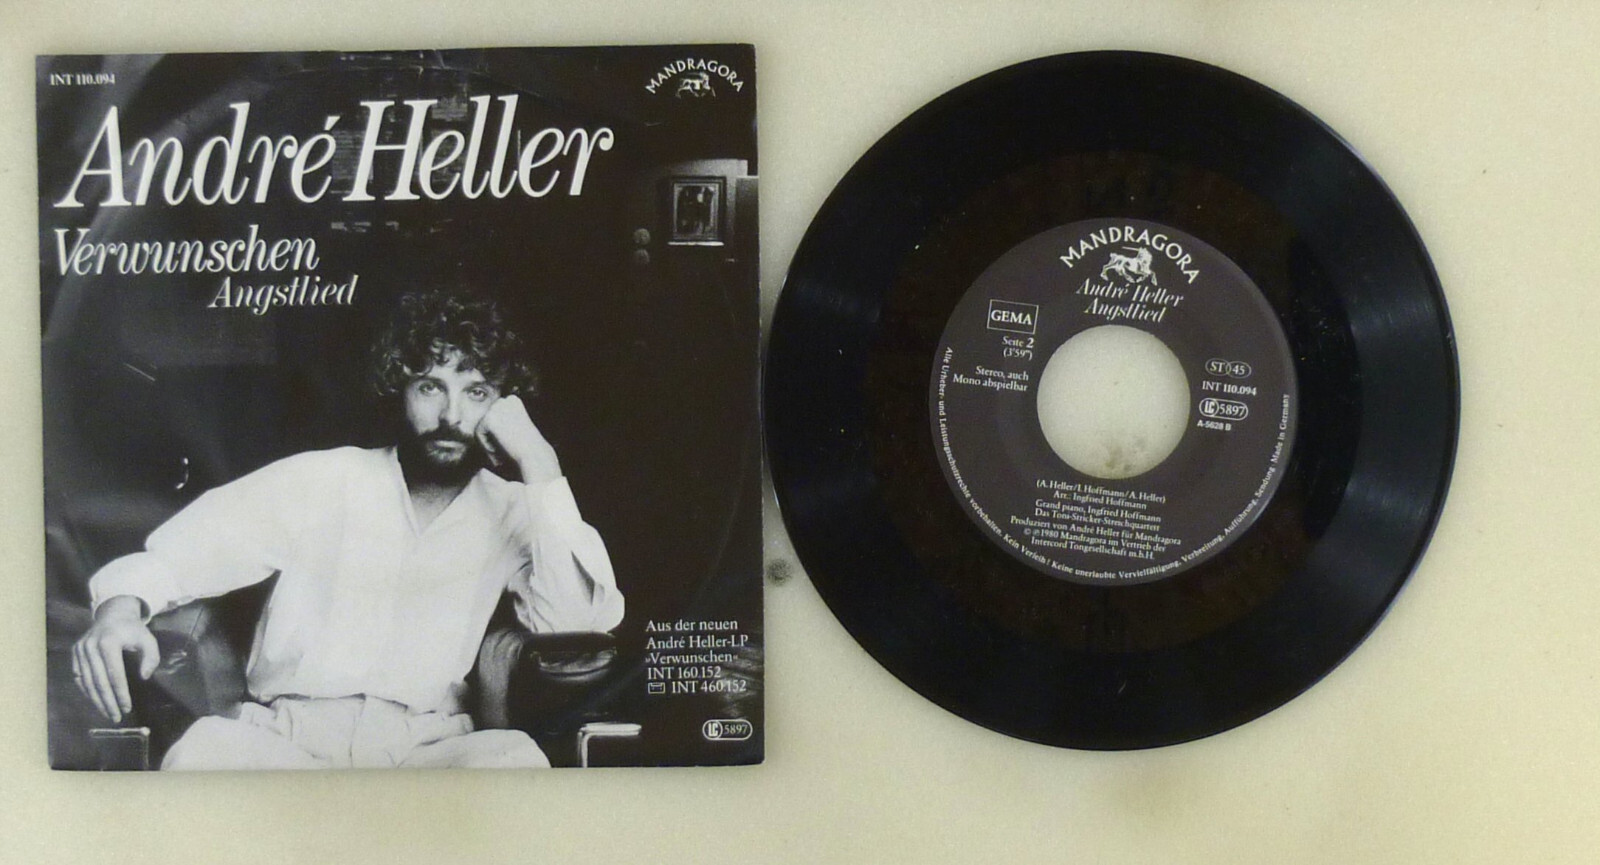 INT 110.094
MANDRAGORA
André Heller
Verwunschen
Angstlied
Aus der neuen
André Heller-LP
»Verwunschen«
INT 160.152
INT 460.152
LC 5897
MANDRAGORA
André Heller
Angstlied
GEMA
Seite 2
(3'59")
Stereo, auch
Mono abspielbar
ST 45
INT 110.094
LC 5897
A-5628 B
(A. Heller/I. Hoffmann/A. Heller)
Arr.: Ingfried Hoffmann
Grand piano, Ingfried Hoffmann
Das Toni-Stricker-Streichquartett
Produziert von André Heller für Mandragora
© ℗ 1980 Mandragora im Vertrieb der
Intercord Tongesellschaft m.b.H.
Alle Urheber- und Leistungsschutzrechte vorbehalten. Kein Verleih! Keine unerlaubte Vervielfältigung, Verbreitung, Aufführung, Sendung. Made in Germany